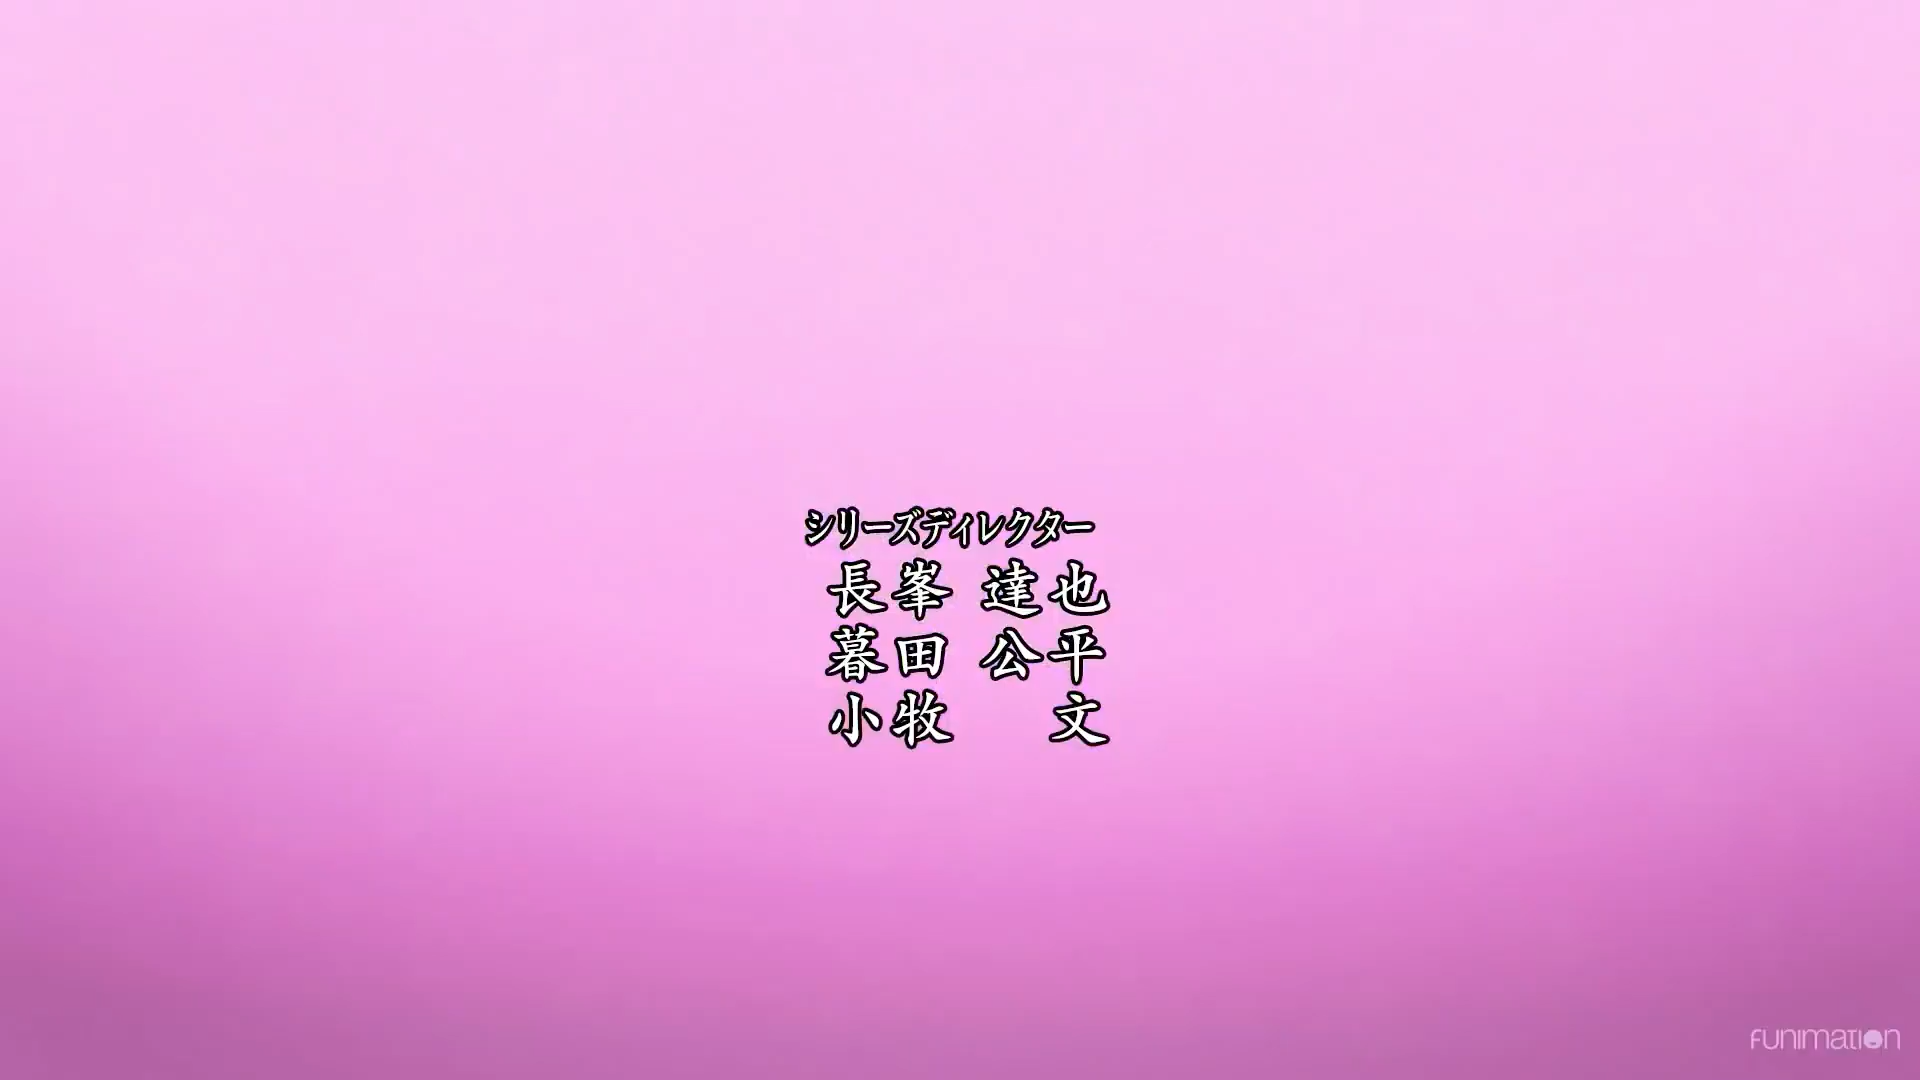 シリーズディレクター
長峯 達也
暮田 公平
小牧 文
funimation